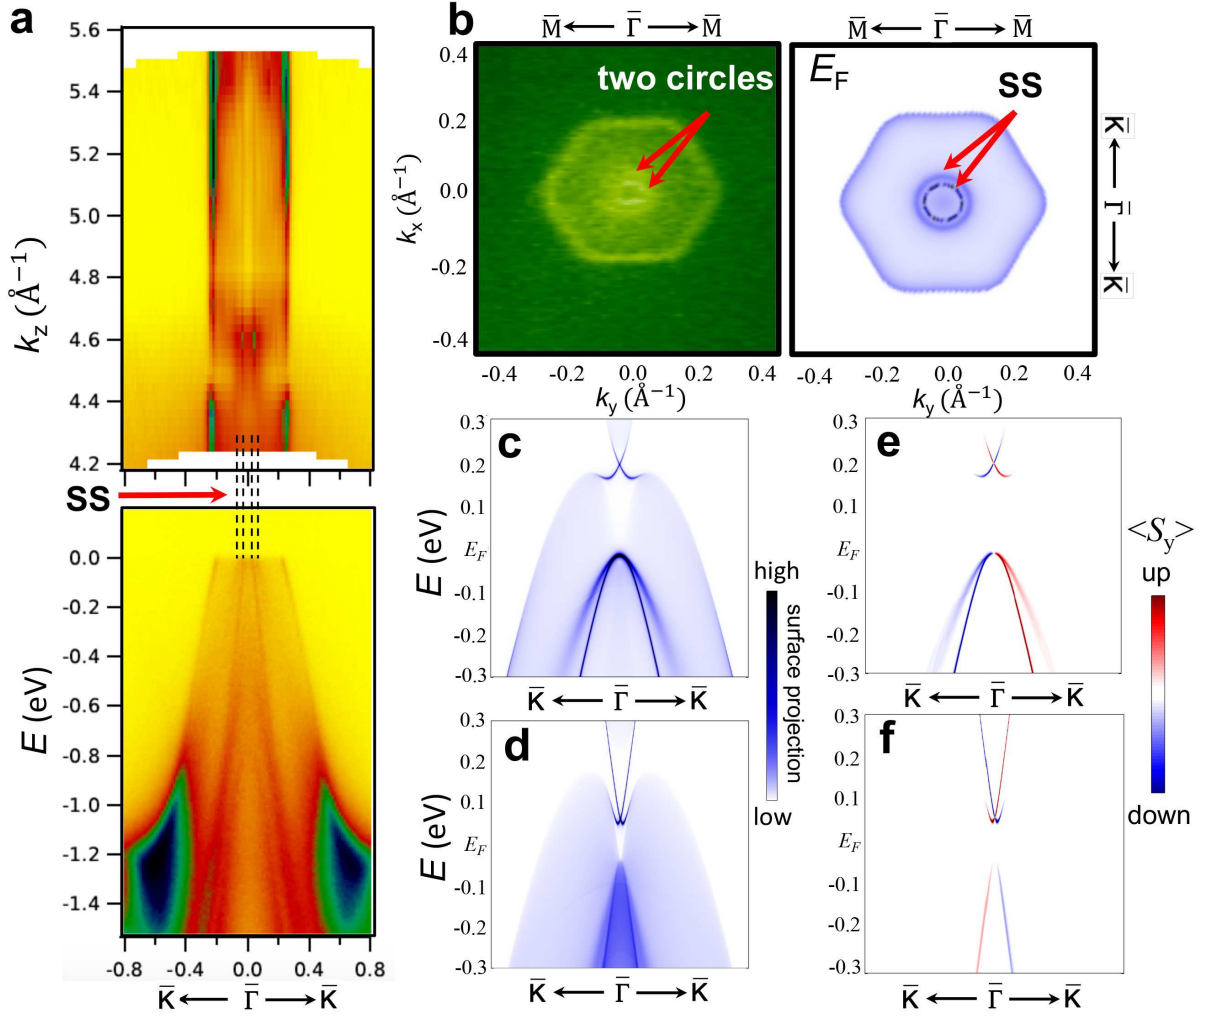 a
5.6
5.4
5.2
5.0
4.8
4.6
4.4
4.2
k_z (Å⁻¹)
SS
0.0
-0.2
-0.4
-0.6
-0.8
-1.0
-1.2
-1.4
E (eV)
-0.8 -0.4 0.0 0.4 0.8
K̅ Γ̅ K̅
b
M̅ Γ̅ M̅
two circles
0.4
0.2
0.0
-0.2
-0.4
k_x (Å⁻¹)
-0.4 -0.2 0.0 0.2 0.4
k_y (Å⁻¹)
M̅ Γ̅ M̅
E_F
SS
K̅ Γ̅ K̅
-0.4 -0.2 0.0 0.2 0.4
k_y (Å⁻¹)
c
0.3
0.2
0.1
E_F
-0.1
-0.2
-0.3
E (eV)
K̅ Γ̅ K̅
high
surface projection
low
d
0.3
0.2
0.1
E_F
-0.1
-0.2
-0.3
E (eV)
K̅ Γ̅ K̅
e
0.3
0.2
0.1
E_F
-0.1
-0.2
-0.3
K̅ Γ̅ K̅
<S_y>
up
down
f
0.3
0.2
0.1
E_F
-0.1
-0.2
-0.3
K̅ Γ̅ K̅